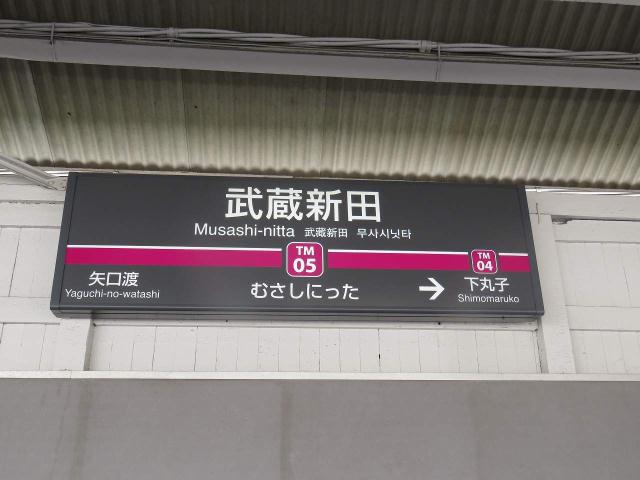 武蔵新田
Musashi-nitta 武蔵新田 무사시닛타
TM
05
TM
04
矢口渡
Yaguchi-no-watashi
むさしにった
→ 下丸子
Shimomaruko